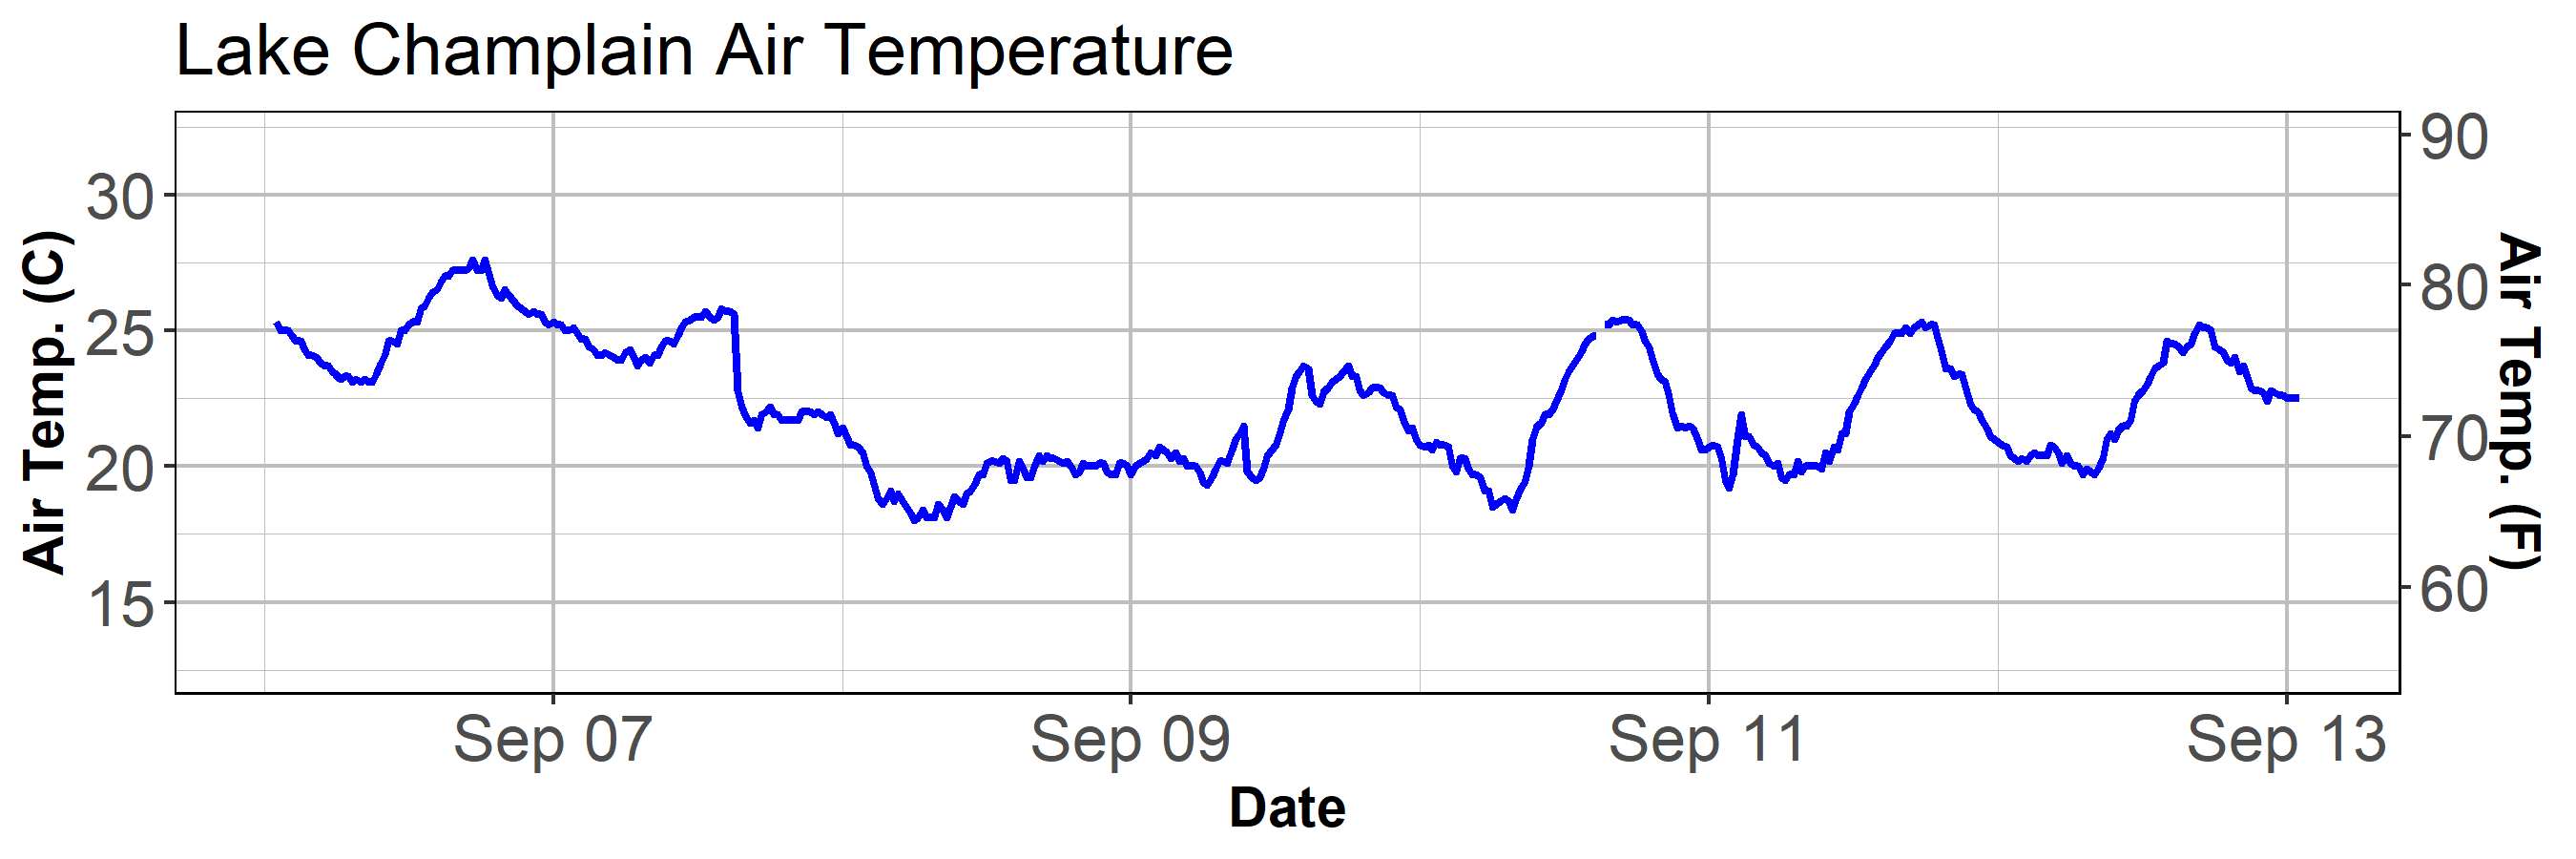 Lake Champlain Air Temperature
Air Temp. (C)
30
25
20
15
90
80
70
60
Air Temp. (F)
Sep 07
Sep 09
Sep 11
Sep 13
Date